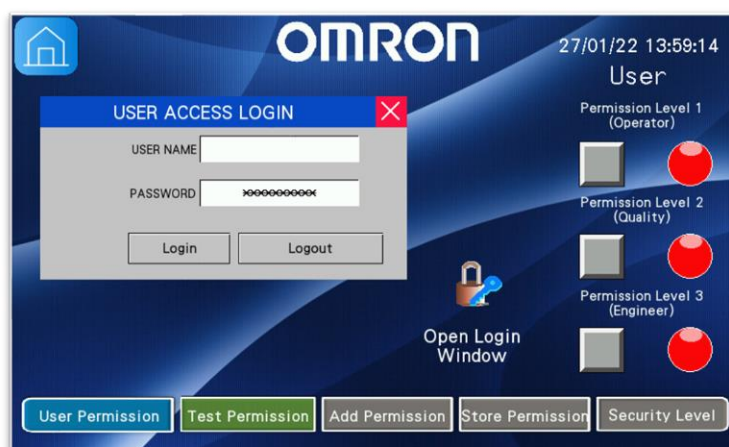 OMRON
27/01/22 13:59:14
User
USER ACCESS LOGIN
USER NAME
PASSWORD xxxxxxxxxx
Login Logout
Permission Level 1
(Operator)
Permission Level 2
(Quality)
Permission Level 3
(Engineer)
Open Login
Window
User Permission Test Permission Add Permission Store Permission Security Level